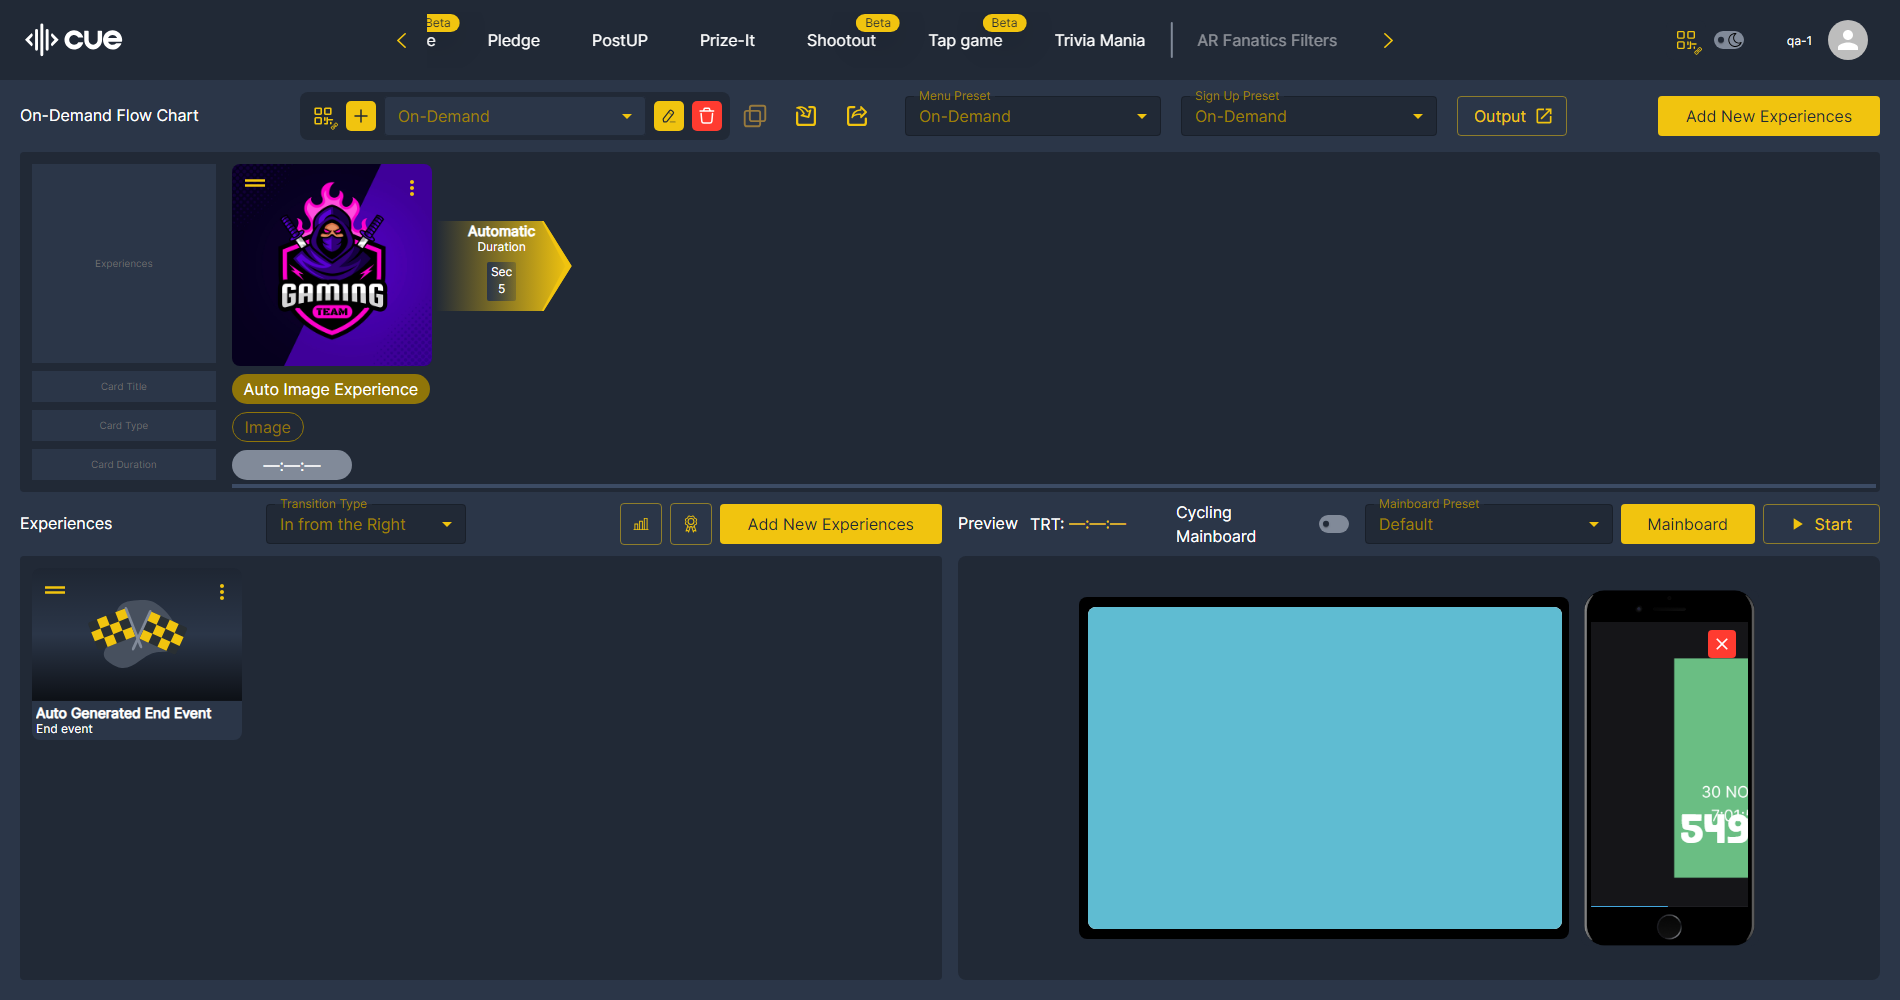 cue
e
Beta
Pledge
PostUP
Prize-It
Shootout
Beta
Tap game
Beta
Trivia Mania
AR Fanatics Filters
qa-1
On-Demand Flow Chart
On-Demand
Menu Preset
On-Demand
Sign Up Preset
On-Demand
Output
Add New Experiences
Experiences
GAMING
TEAM
Automatic
Duration
Sec
5
Card Title
Auto Image Experience
Card Type
Image
Card Duration
—:—:—
Experiences
Transition Type
In from the Right
Add New Experiences
Preview
TRT: —:—:—
Cycling
Mainboard
Mainboard Preset
Default
Mainboard
Start
Auto Generated End Event
End event
30 NO
7:01:
549